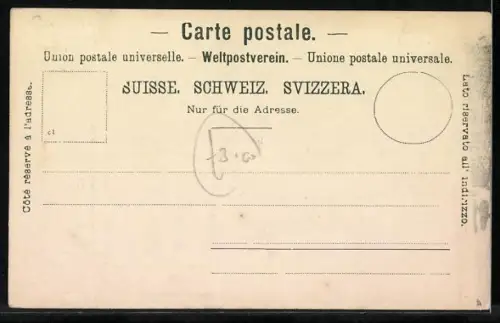 — Carte postale. —
Union postale universelle. – Weltpostverein. – Unione postale universale.
SUISSE. SCHWEIZ. SVIZZERA.
Nur für die Adresse.
Côté réservé à l'adresse.
Lato riservato all' indirizzo.